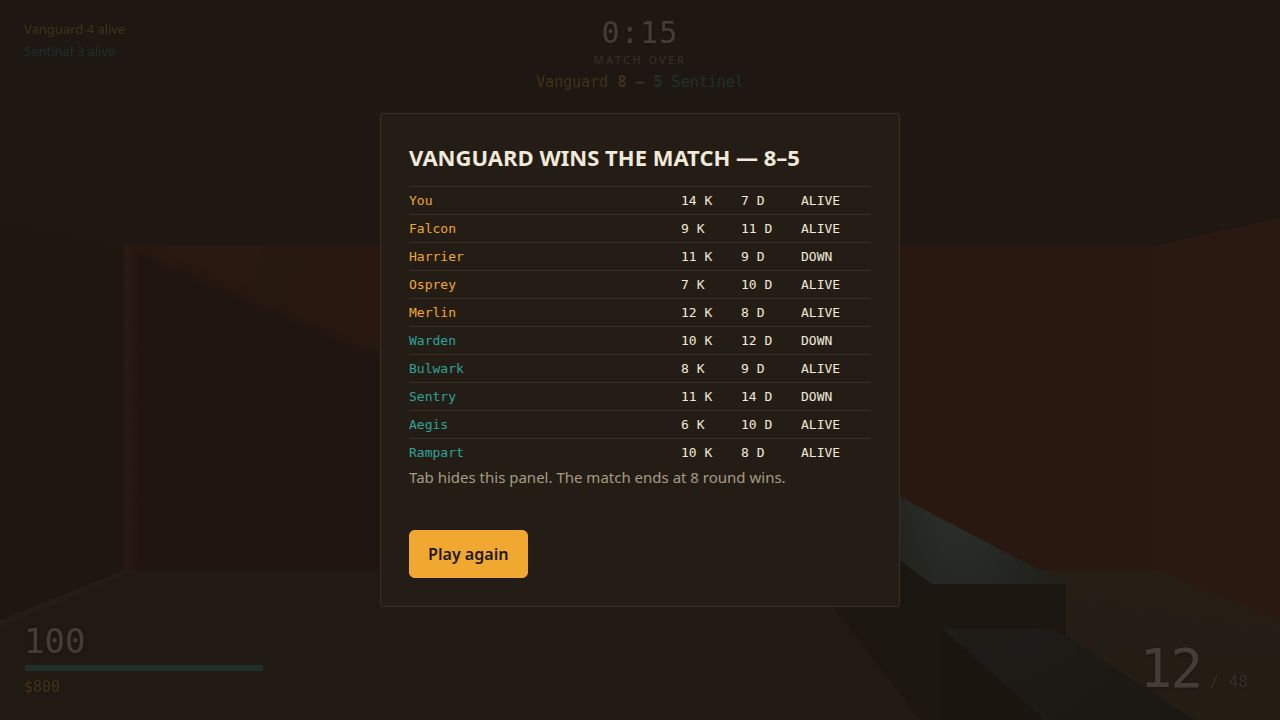 Vanguard 4 alive
Sentinel 3 alive
0:15
MATCH OVER
Vanguard 8 — 5 Sentinel
VANGUARD WINS THE MATCH — 8–5
You 14 K 7 D ALIVE
Falcon 9 K 11 D ALIVE
Harrier 11 K 9 D DOWN
Osprey 7 K 10 D ALIVE
Merlin 12 K 8 D ALIVE
Warden 10 K 12 D DOWN
Bulwark 8 K 9 D ALIVE
Sentry 11 K 14 D DOWN
Aegis 6 K 10 D ALIVE
Rampart 10 K 8 D ALIVE
Tab hides this panel. The match ends at 8 round wins.
Play again
100
$800
12 / 48